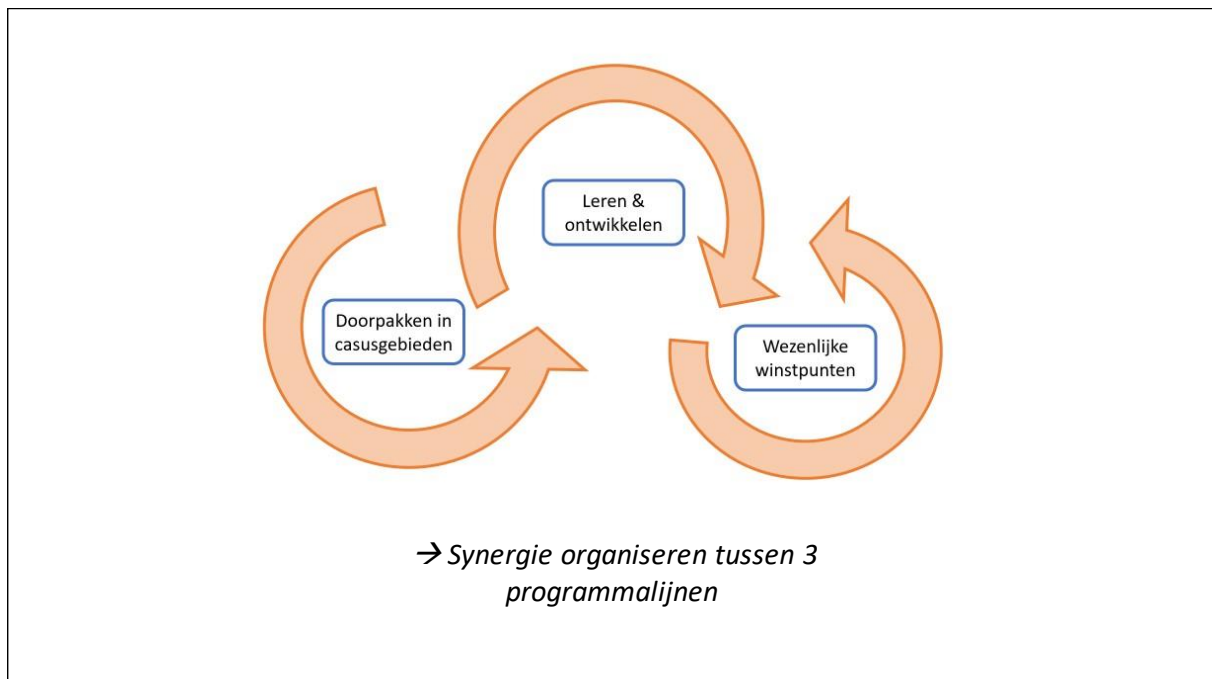 Leren &
ontwikkelen
Doorpakken in
casusgebieden
Wezenlijke
winstpunten
→ Synergie organiseren tussen 3
programmalijnen